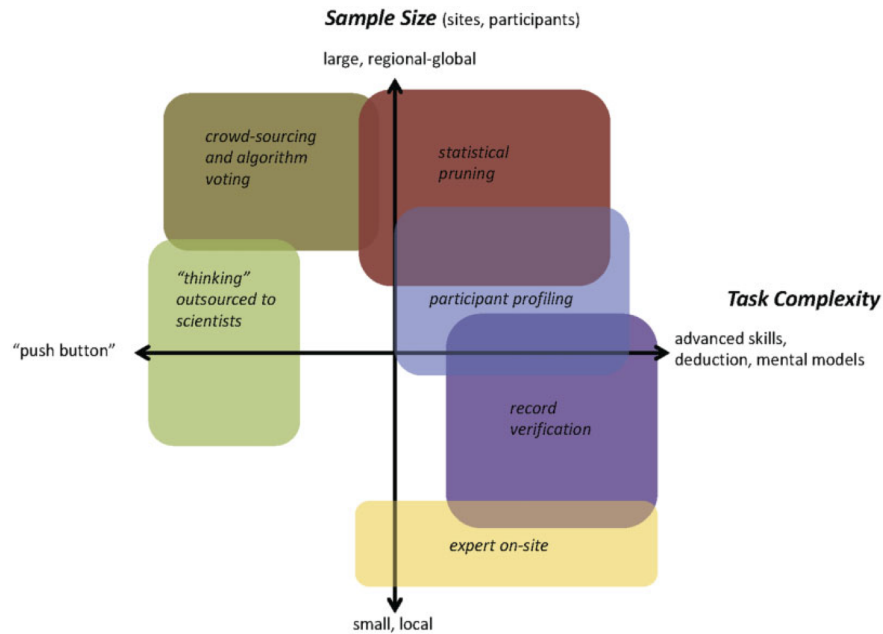 Sample Size (sites, participants)
large, regional-global
crowd-sourcing
and algorithm
voting
statistical
pruning
“thinking”
outsourced to
scientists
participant profiling
Task Complexity
“push button”
advanced skills,
deduction, mental models
record
verification
expert on-site
small, local